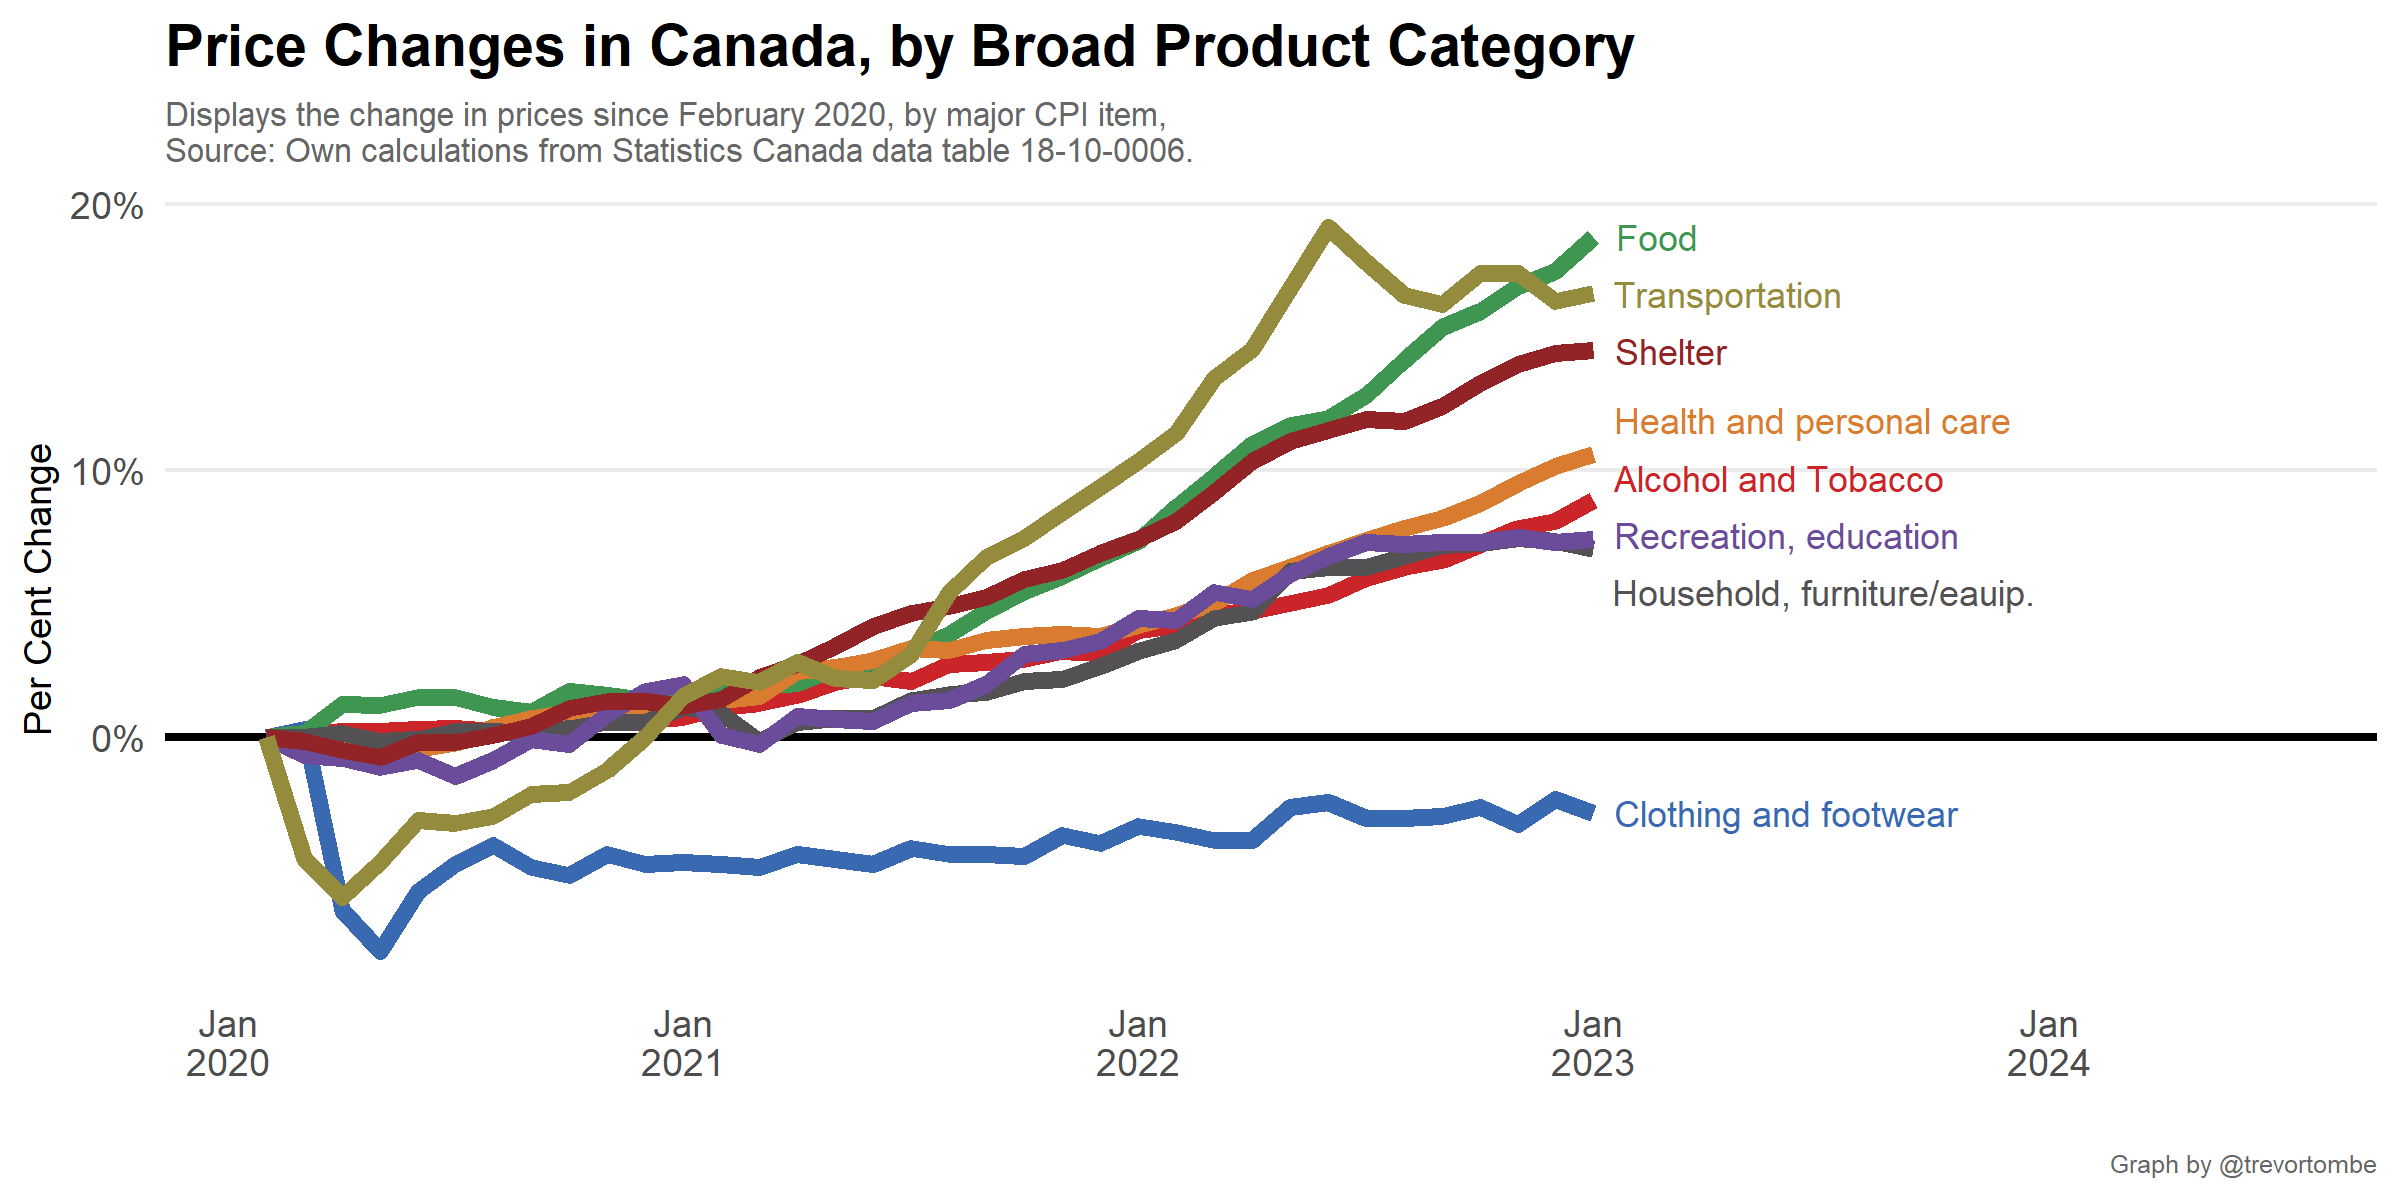 Price Changes in Canada, by Broad Product Category
Displays the change in prices since February 2020, by major CPI item,
Source: Own calculations from Statistics Canada data table 18-10-0006.
Per Cent Change
20%
10%
0%
Food
Transportation
Shelter
Health and personal care
Alcohol and Tobacco
Recreation, education
Household, furniture/eauip.
Clothing and footwear
Jan
2020
Jan
2021
Jan
2022
Jan
2023
Jan
2024
Graph by @trevortombe